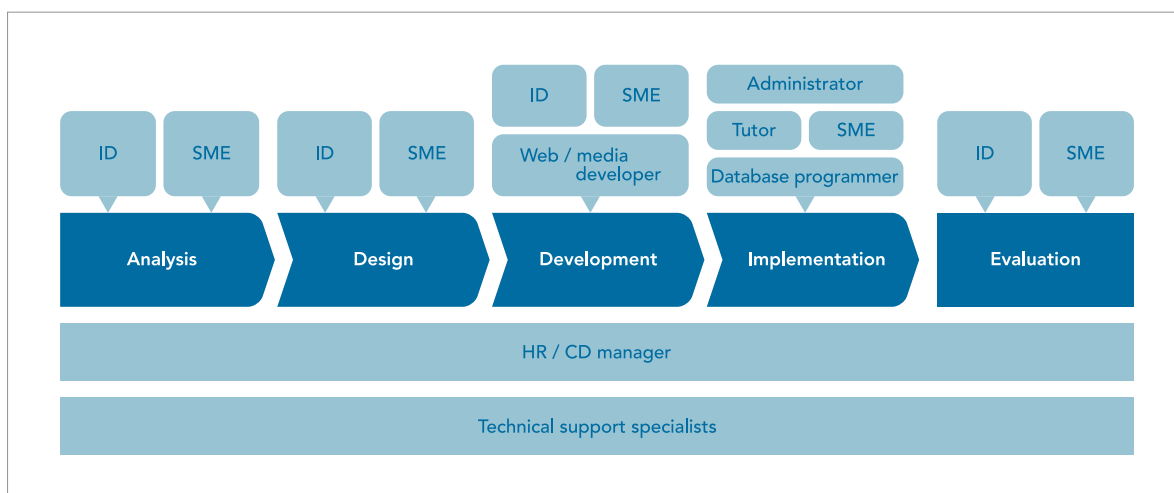 ID
SME
ID
SME
ID
SME
Web / media
developer
Administrator
Tutor
SME
Database programmer
ID
SME
Analysis
Design
Development
Implementation
Evaluation
HR / CD manager
Technical support specialists